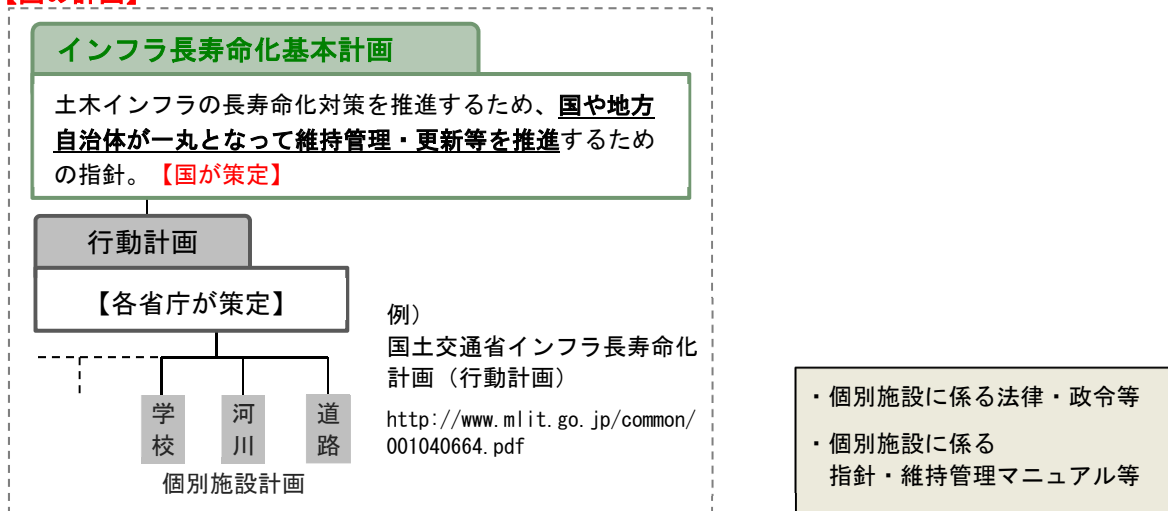 【国の計画】
インフラ長寿命化基本計画
土木インフラの長寿命化対策を推進するため、国や地方
自治体が一丸となって維持管理・更新等を推進するため
の指針。【国が策定】
行動計画
【各省庁が策定】
例）
国土交通省インフラ長寿命化
計画（行動計画）
http://www.mlit.go.jp/common/
001040664.pdf
学校
河川
道路
個別施設計画
・個別施設に係る法律・政令等
・個別施設に係る
指針・維持管理マニュアル等